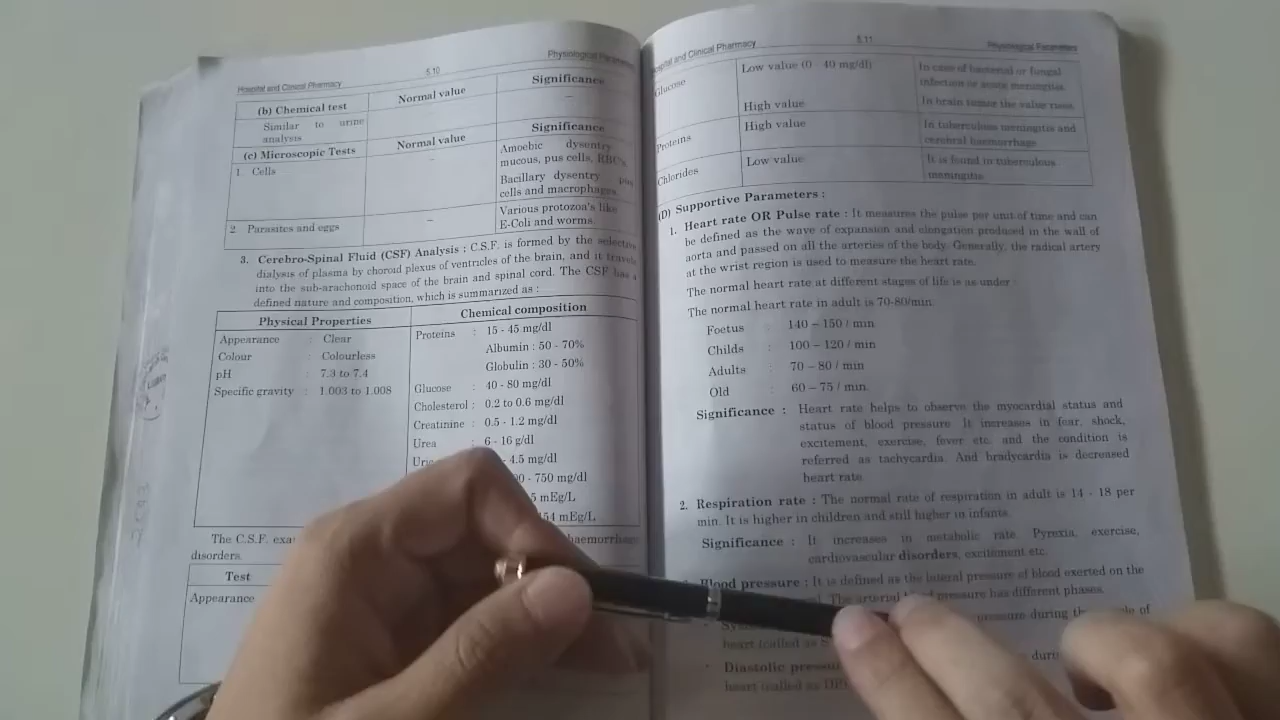 Hospital and Clinical Pharmacy 5.10 Physiological
(b) Chemical test Normal value Significance
Similar to urine analysis –
(c) Microscopic Tests Normal value Significance
1. Cells – Amoebic dysentry
mucous, pus cells, RBC's.
Bacillary dysentry pus
cells and macrophages.
2. Parasites and eggs – Various protozoa's like
E-Coli and worms.
3. Cerebro-Spinal Fluid (CSF) Analysis : C.S.F. is formed by the selective
dialysis of plasma by choroid plexus of ventricles of the brain, and it travels
into the sub-arachonoid space of the brain and spinal cord. The CSF has a
defined nature and composition, which is summarized as :
Physical Properties Chemical composition
Appearance : Clear
Colour : Colourless
pH : 7.3 to 7.4
Specific gravity : 1.003 to 1.008
Proteins : 15 - 45 mg/dl
Albumin : 50 - 70%
Globulin : 30 - 50%
Glucose : 40 - 80 mg/dl
Cholesterol : 0.2 to 0.6 mg/dl
Creatinine : 0.5 - 1.2 mg/dl
Urea : 6 - 16 g/dl
4.5 mg/dl
- 750 mg/dl
mEg/L
mEg/L
The C.S.F. haemorrhage
disorders.
Test
Appearance
Hospital and Clinical Pharmacy 5.11 Physiological Parameters
Glucose Low value (0 - 40 mg/dl) In case of bacterial or fungal
infection or acute meningitis.
High value In brain tumor the value rises.
Proteins High value In tuberculous meningitis and
cerebral haemorrhage
Chlorides Low value It is found in tuberculous
meningitis.
(D) Supportive Parameters :
1. Heart rate OR Pulse rate : It measures the pulse per unit of time and can
be defined as the wave of expansion and elongation produced in the wall of
aorta and passed on all the arteries of the body. Generally, the radical artery
at the wrist region is used to measure the heart rate.
The normal heart rate at different stages of life is as under :
The normal heart rate in adult is 70-80/min.
Foetus : 140 – 150 / min
Childs : 100 – 120 / min
Adults : 70 – 80 / min
Old : 60 – 75 / min.
Significance : Heart rate helps to observe the myocardial status and
status of blood pressure. It increases in fear, shock,
excitement, exercise, fever etc. and the condition is
referred as tachycardia. And bradycardia is decreased
heart rate.
2. Respiration rate : The normal rate of respiration in adult is 14 - 18 per
min. It is higher in children and still higher in infants.
Significance : It increases in metabolic rate. Pyrexia, exercise,
cardiovascular disorders, excitement etc.
Blood pressure : It is defined as the lateral pressure of blood exerted on the
The arterial pressure has different phases.
pressure during of
heart (called as
Diastolic
heart (called as